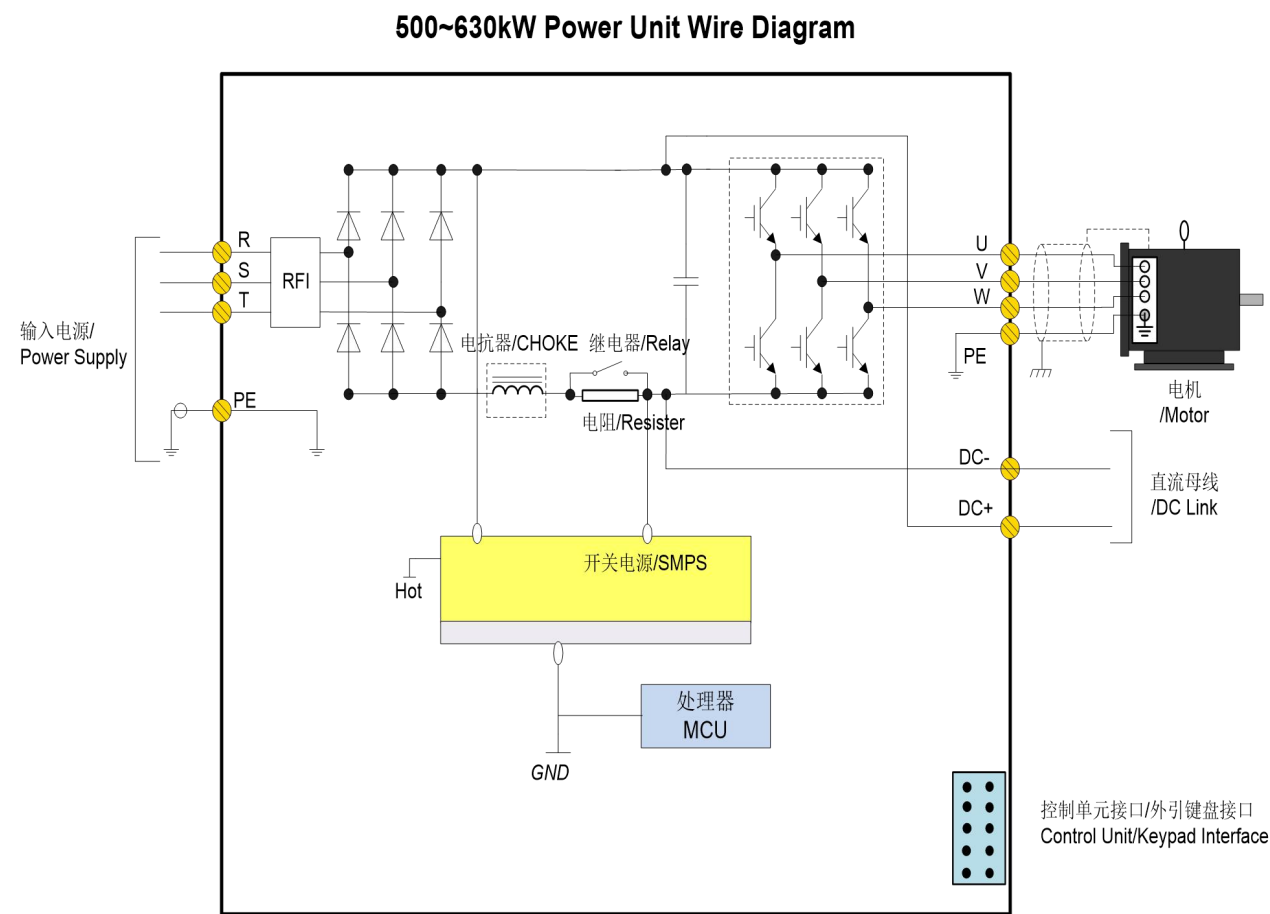 500~630kW Power Unit Wire Diagram
R
S
T
RFI
输入电源/
Power Supply
PE
电抗器/CHOKE
继电器/Relay
电阻/Resister
U
V
W
PE
电机
/Motor
DC-
DC+
直流母线
/DC Link
开关电源/SMPS
Hot
处理器
MCU
GND
控制单元接口/外引键盘接口
Control Unit/Keypad Interface